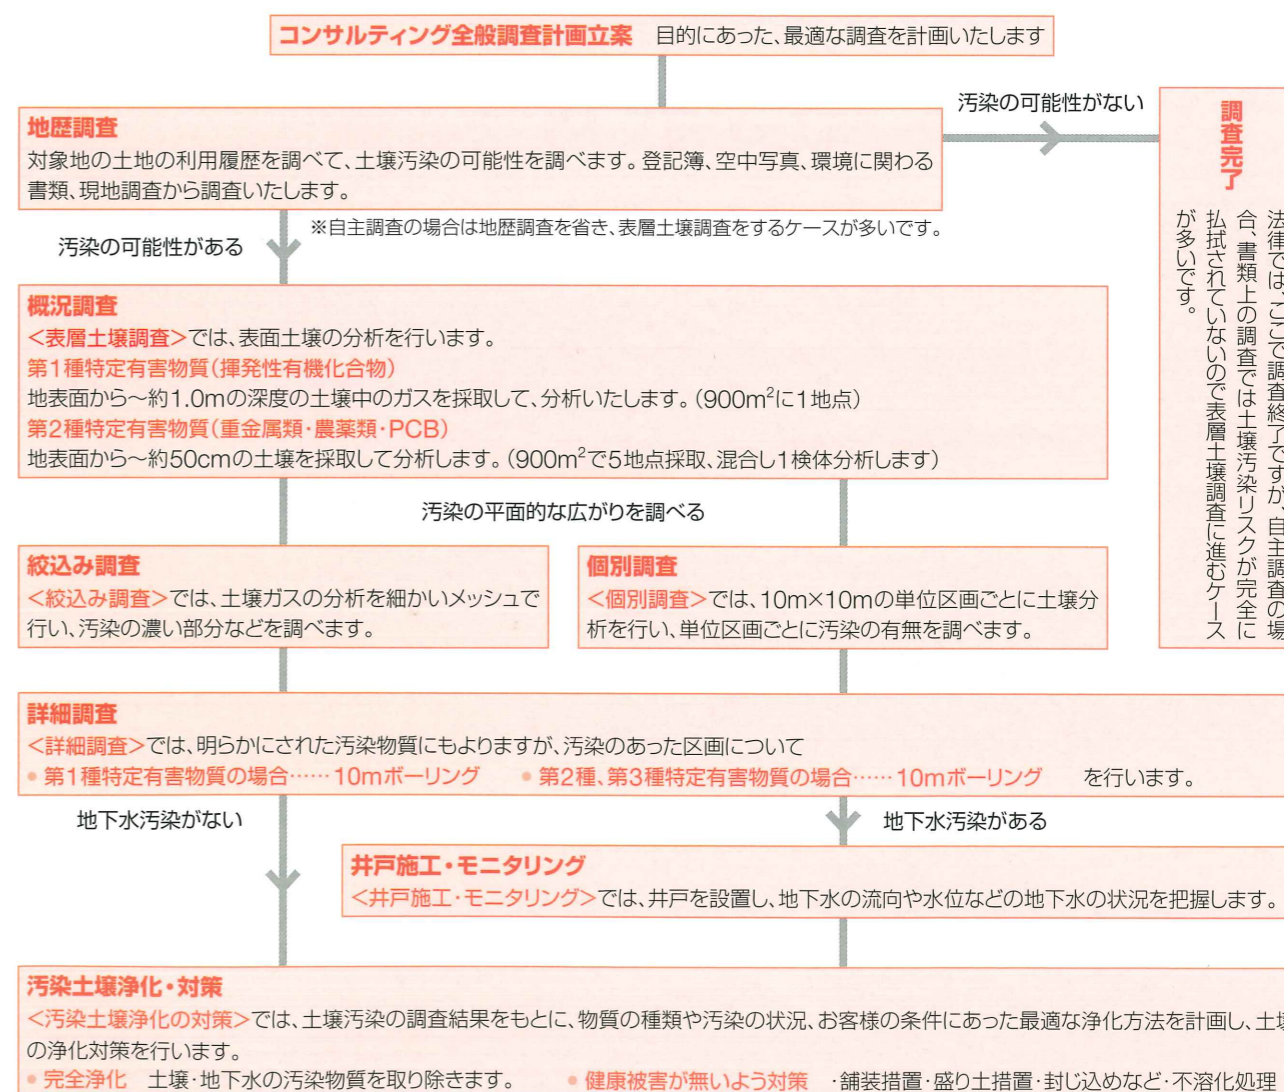 コンサルティング全般調査計画立案　目的にあった、最適な調査を計画いたします
汚染の可能性がない
地歴調査
対象地の土地の利用履歴を調べて、土壌汚染の可能性を調べます。登記簿、空中写真、環境に関わる
書類、現地調査から調査いたします。
※自主調査の場合は地歴調査を省き、表層土壌調査をするケースが多いです。
汚染の可能性がある
調査完了
法律では、ここで調査終了ですが、自主調査の場
合、書類上の調査では土壌汚染リスクが完全に
払拭されていないので表層土壌調査に進むケース
が多いです。
概況調査
<表層土壌調査>では、表面土壌の分析を行います。
第1種特定有害物質(揮発性有機化合物)
地表面から〜約1.0mの深度の土壌中のガスを採取して、分析いたします。(900m²に1地点)
第2種特定有害物質(重金属類・農薬類・PCB)
地表面から〜約50cmの土壌を採取して分析します。(900m²で5地点採取、混合し1検体分析します)
汚染の平面的な広がりを調べる
絞込み調査
<絞込み調査>では、土壌ガスの分析を細かいメッシュで
行い、汚染の濃い部分などを調べます。
個別調査
<個別調査>では、10m×10mの単位区画ごとに土壌分
析を行い、単位区画ごとに汚染の有無を調べます。
詳細調査
<詳細調査>では、明らかにされた汚染物質にもよりますが、汚染のあった区画について
● 第1種特定有害物質の場合……10mボーリング　● 第2種、第3種特定有害物質の場合……10mボーリング　を行います。
地下水汚染がない
地下水汚染がある
井戸施工・モニタリング
<井戸施工・モニタリング>では、井戸を設置し、地下水の流向や水位などの地下水の状況を把握します。
汚染土壌浄化・対策
<汚染土壌浄化の対策>では、土壌汚染の調査結果をもとに、物質の種類や汚染の状況、お客様の条件にあった最適な浄化方法を計画し、土壌
の浄化対策を行います。
● 完全浄化　土壌・地下水の汚染物質を取り除きます。　● 健康被害が無いよう対策　・舗装措置・盛り土措置・封じ込めなど・不溶化処理